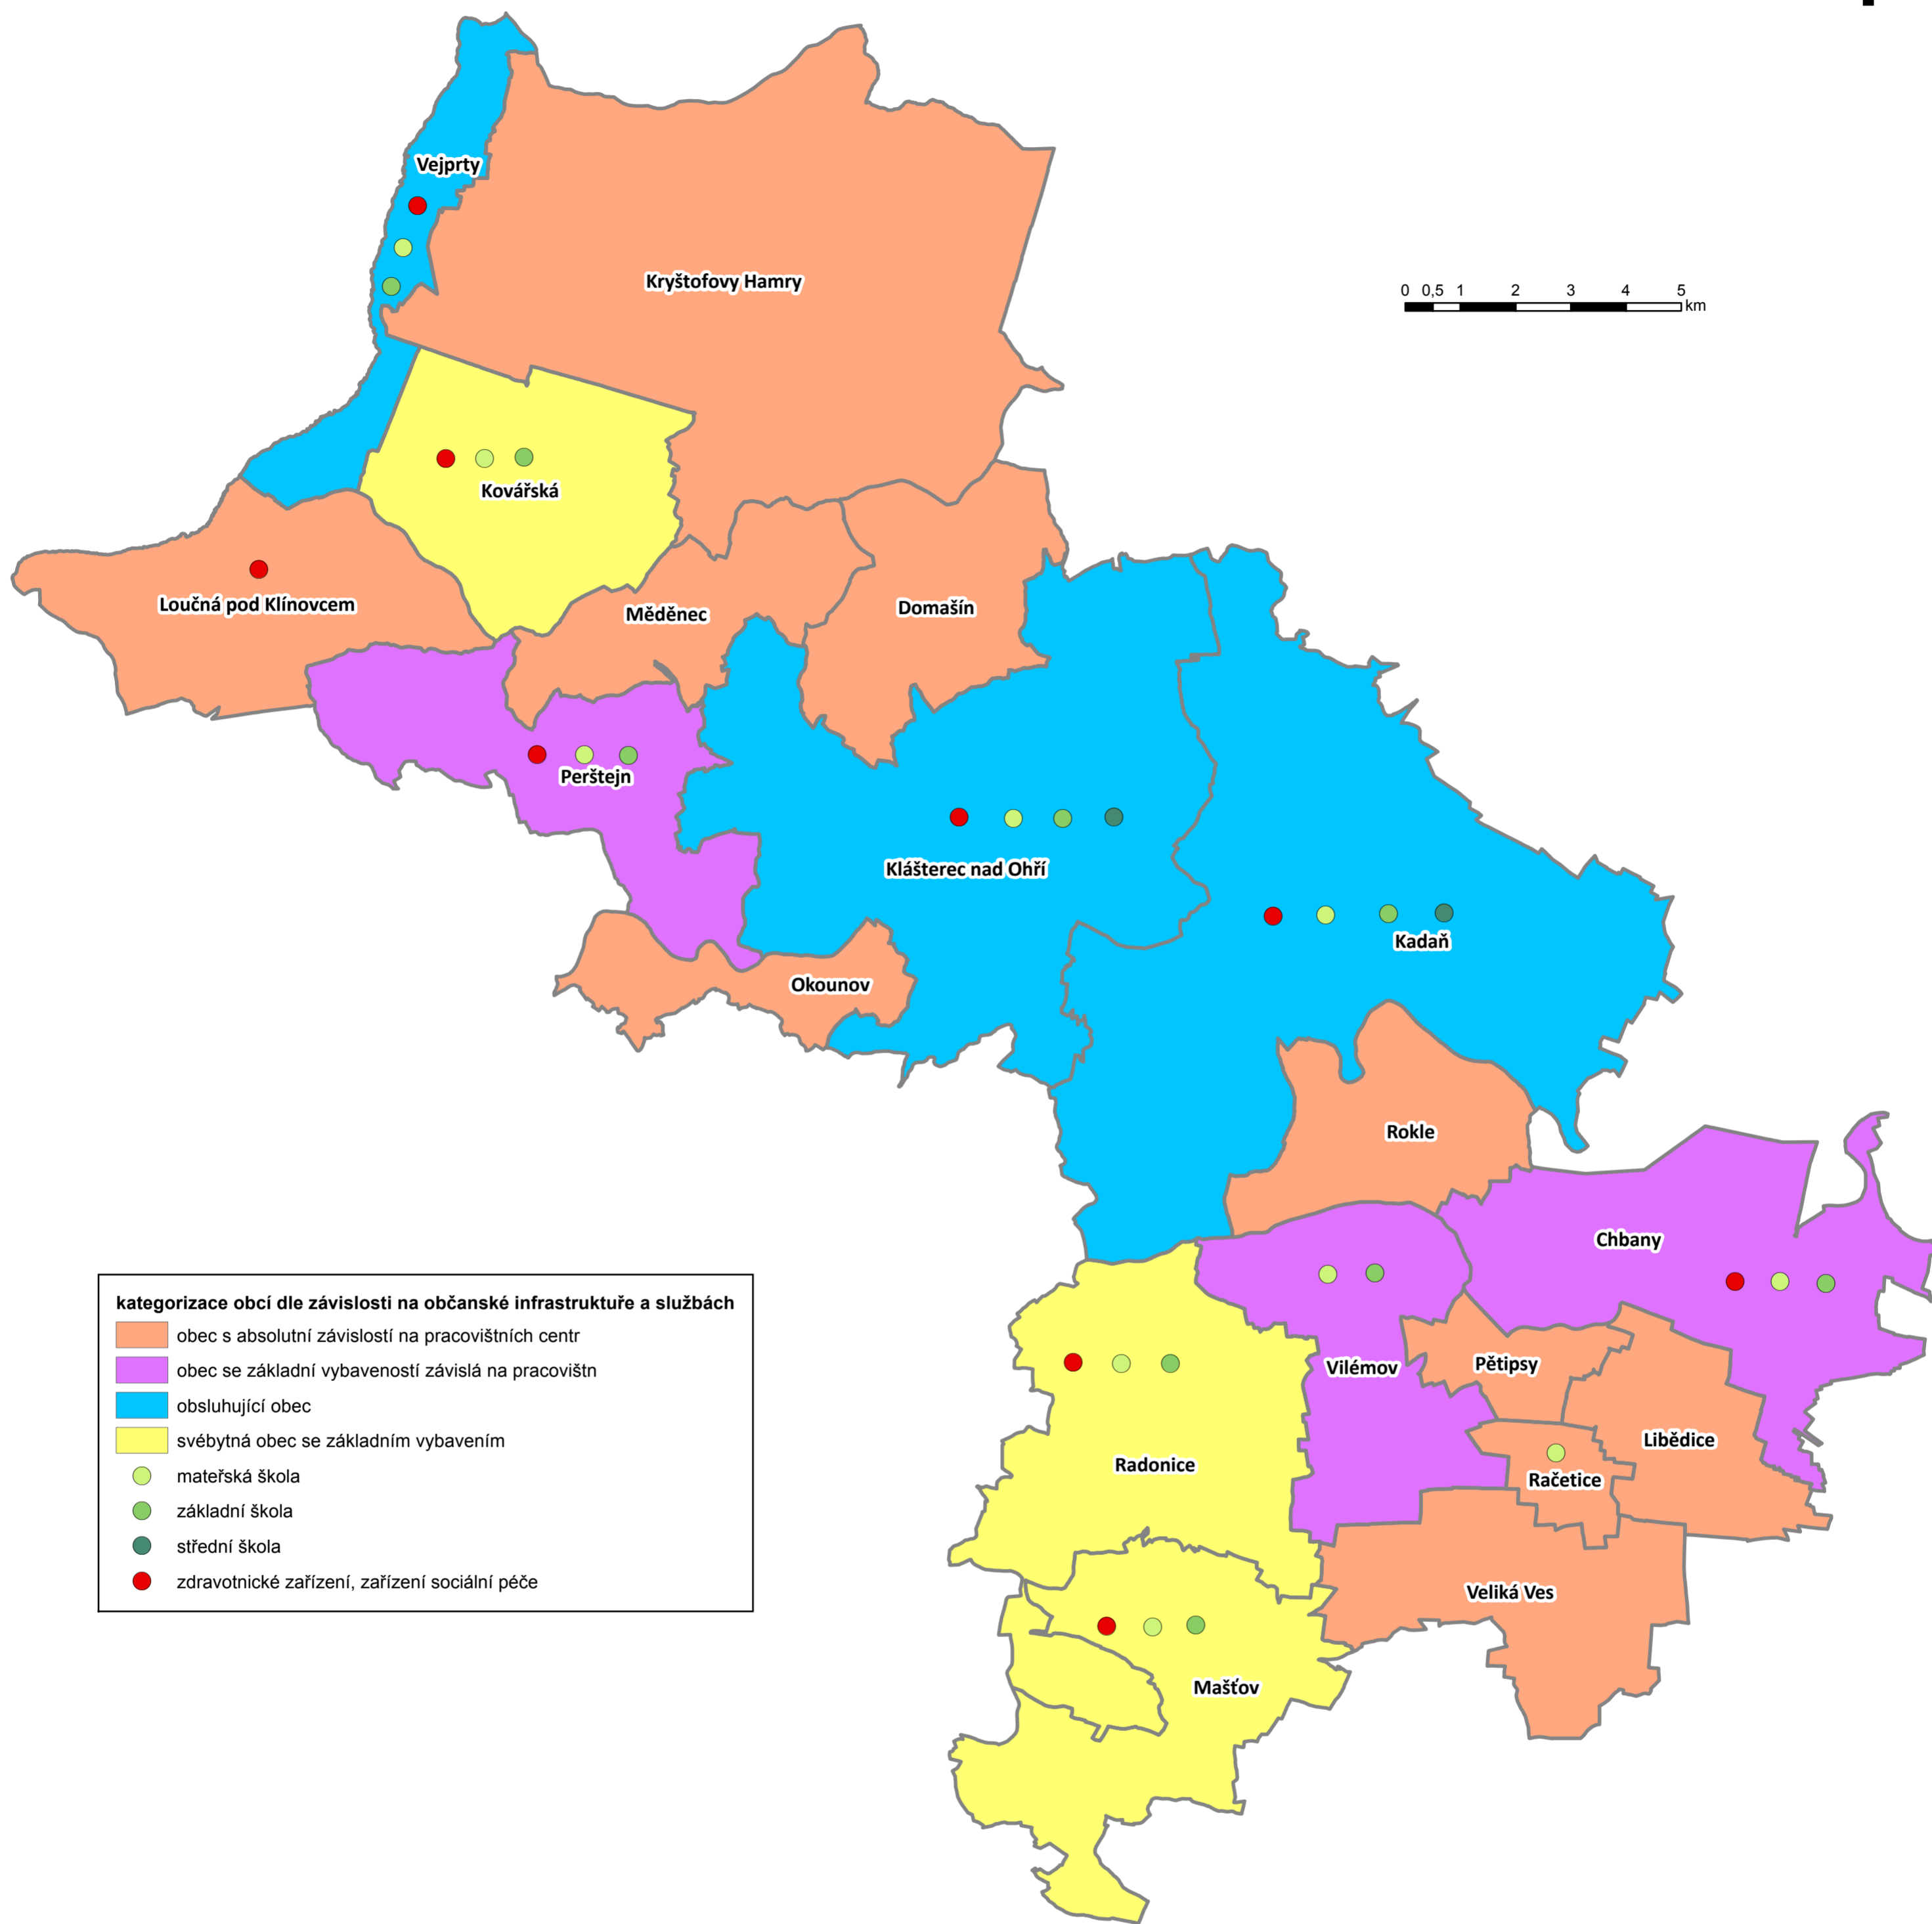 Vejprty
Kryštofovy Hamry
0 0,5 1 2 3 4 5
km
Kovářská
Loučná pod Klínovcem
Měděnec
Domašín
Perštejn
Klášterec nad Ohří
Kadaň
Okounov
Rokle
Chbany
Vilémov
Pětipsy
Libědice
Radonice
Račetice
Veliká Ves
Mašťov
kategorizace obcí dle závislosti na občanské infrastruktuře a službách
obec s absolutní závislostí na pracovištních centr
obec se základní vybaveností závislá na pracovištn
obsluhující obec
svébytná obec se základním vybavením
mateřská škola
základní škola
střední škola
zdravotnické zařízení, zařízení sociální péče